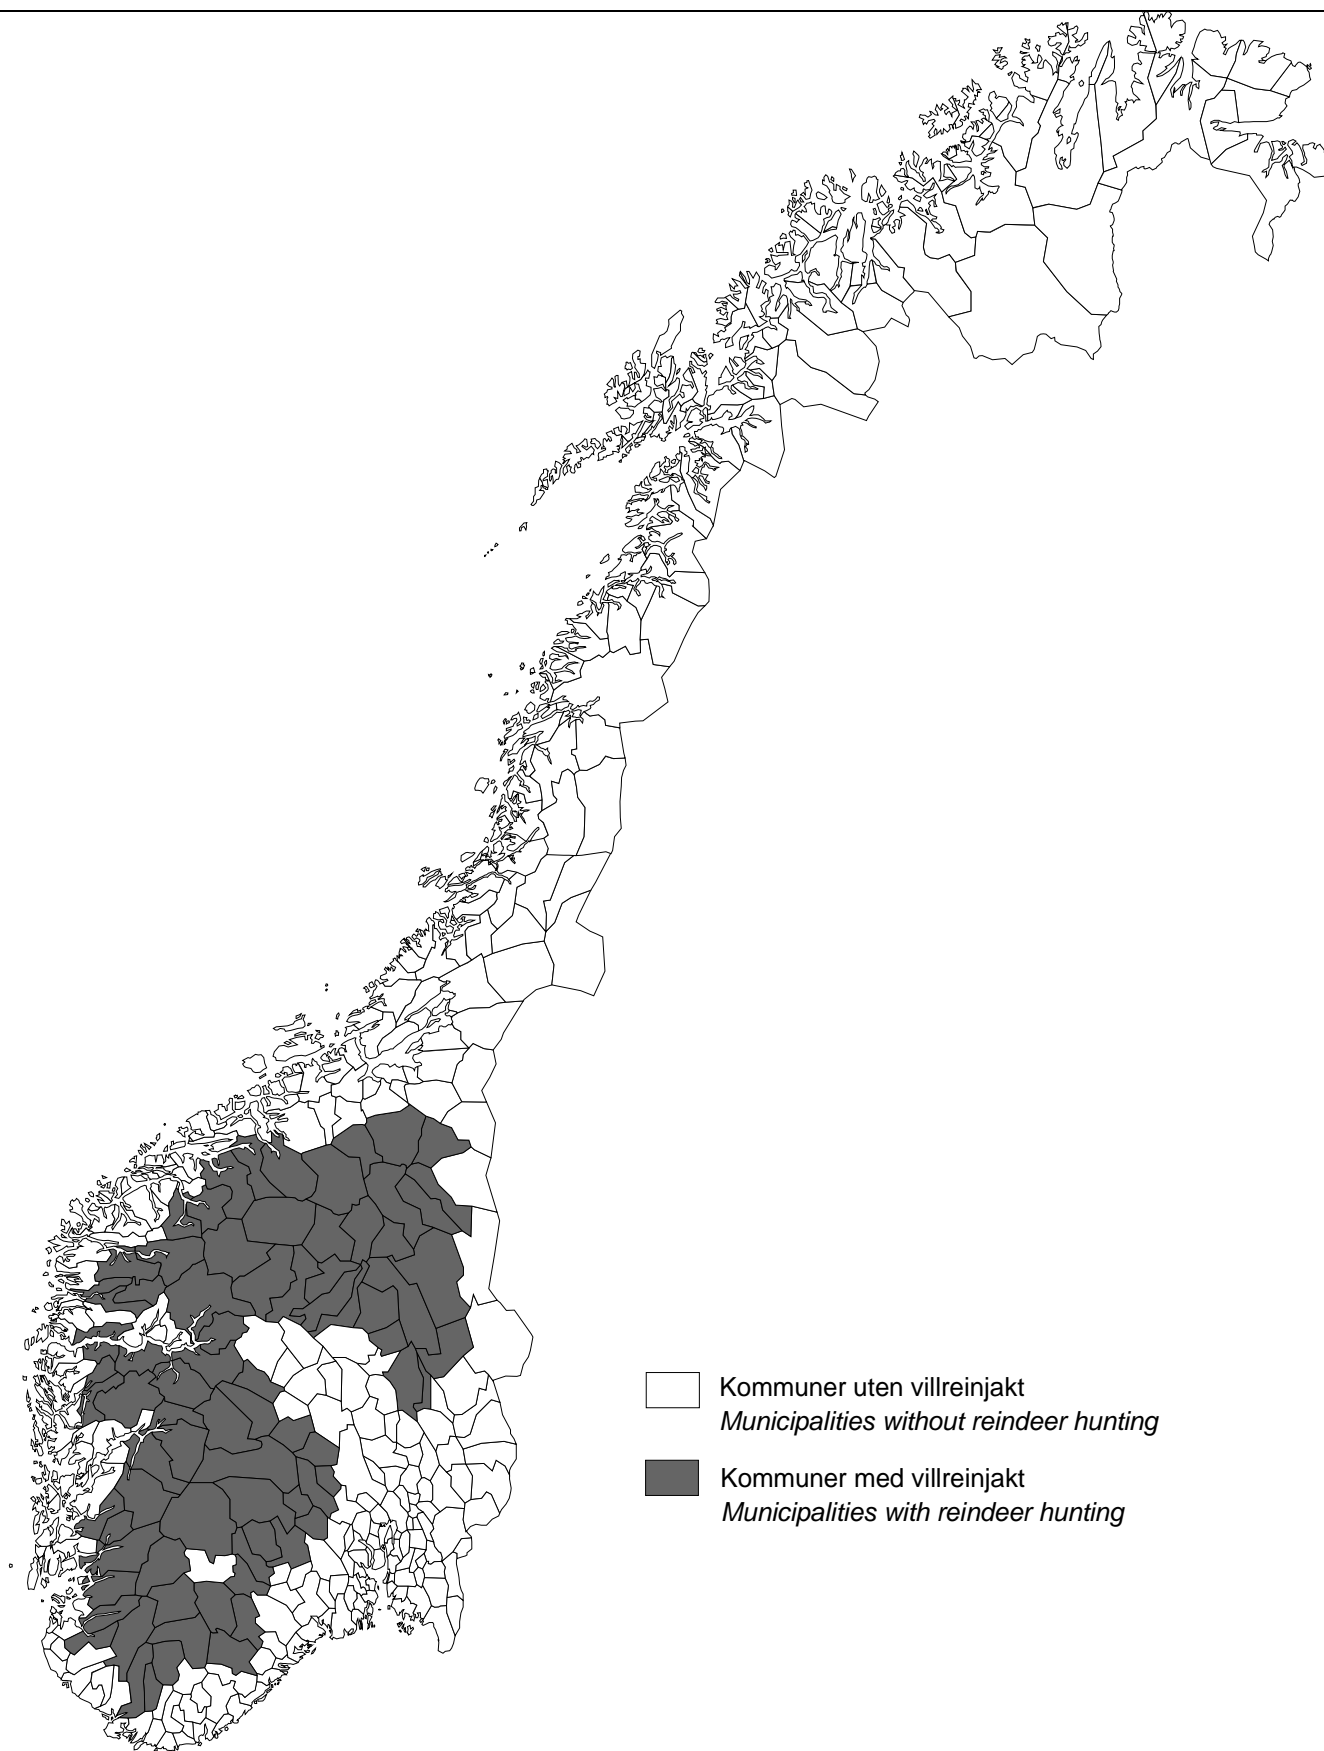 Kommuner uten villreinjakt
Municipalities without reindeer hunting
Kommuner med villreinjakt
Municipalities with reindeer hunting